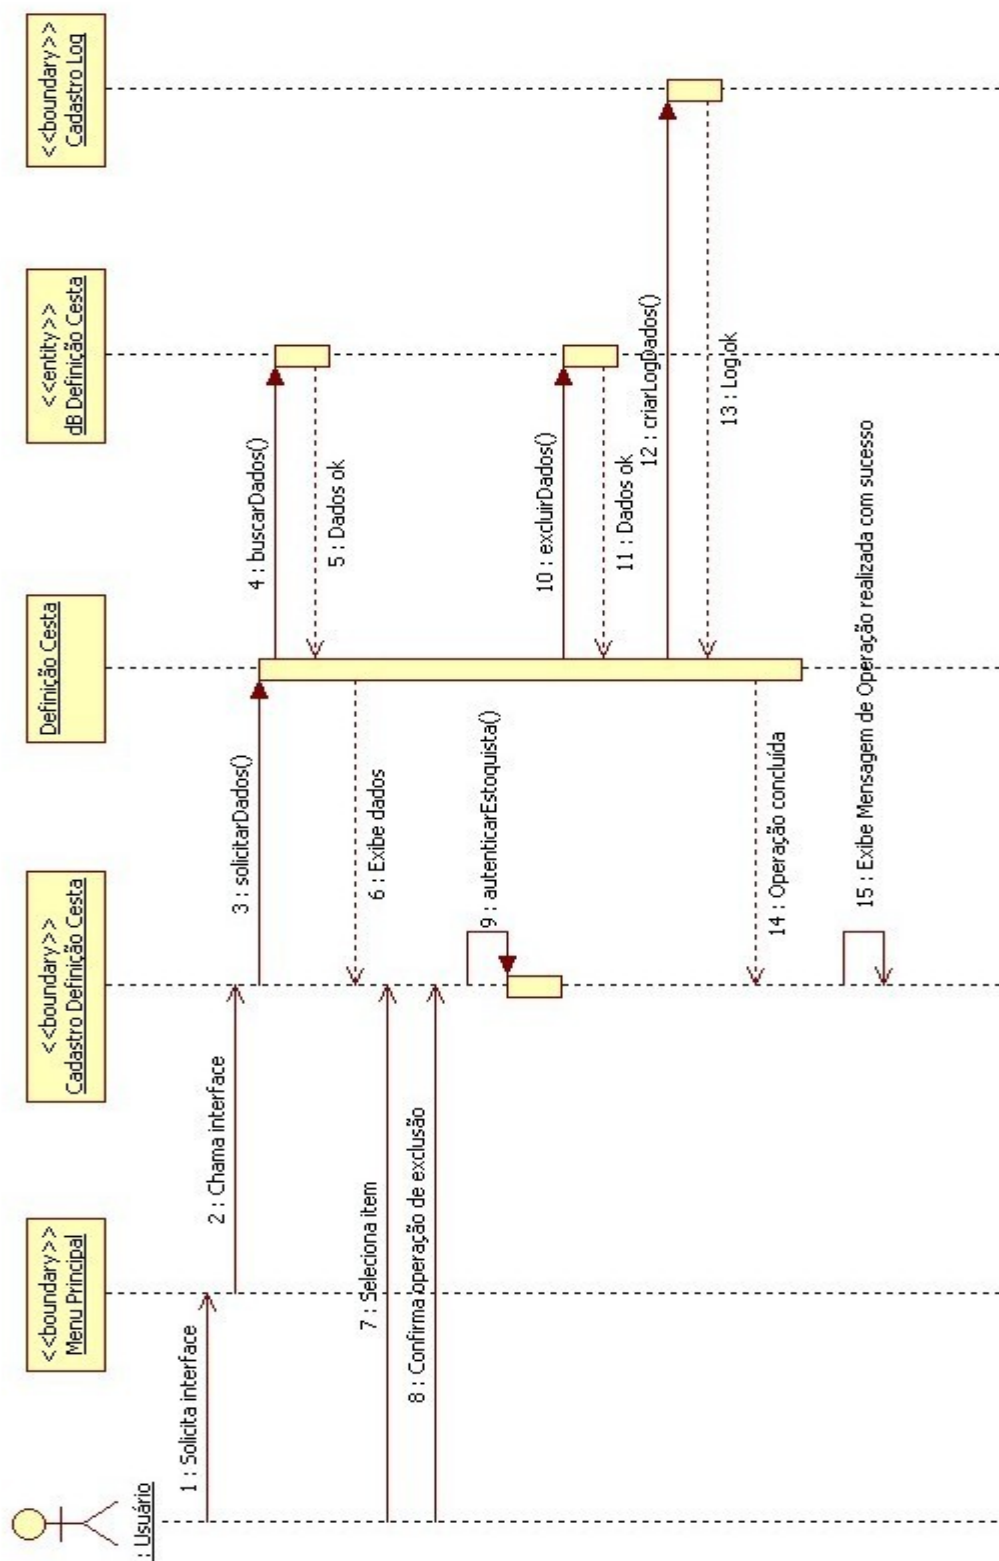 : Usuário
<<boundary>>
Menu Principal
<<boundary>>
Cadastro Definição Cesta
Definição Cesta
<<entity>>
dB Definição Cesta
<<boundary>>
Cadastro Log
1 : Solicita interface
2 : Chama interface
3 : solicitarDados()
4 : buscarDados()
5 : Dados ok
6 : Exibe dados
7 : Seleciona item
8 : Confirma operação de exclusão
9 : autenticarEstoquista()
10 : excluirDados()
11 : Dados ok
12 : criarLogDados()
13 : Log ok
14 : Operação concluída
15 : Exibe Mensagem de Operação realizada com sucesso